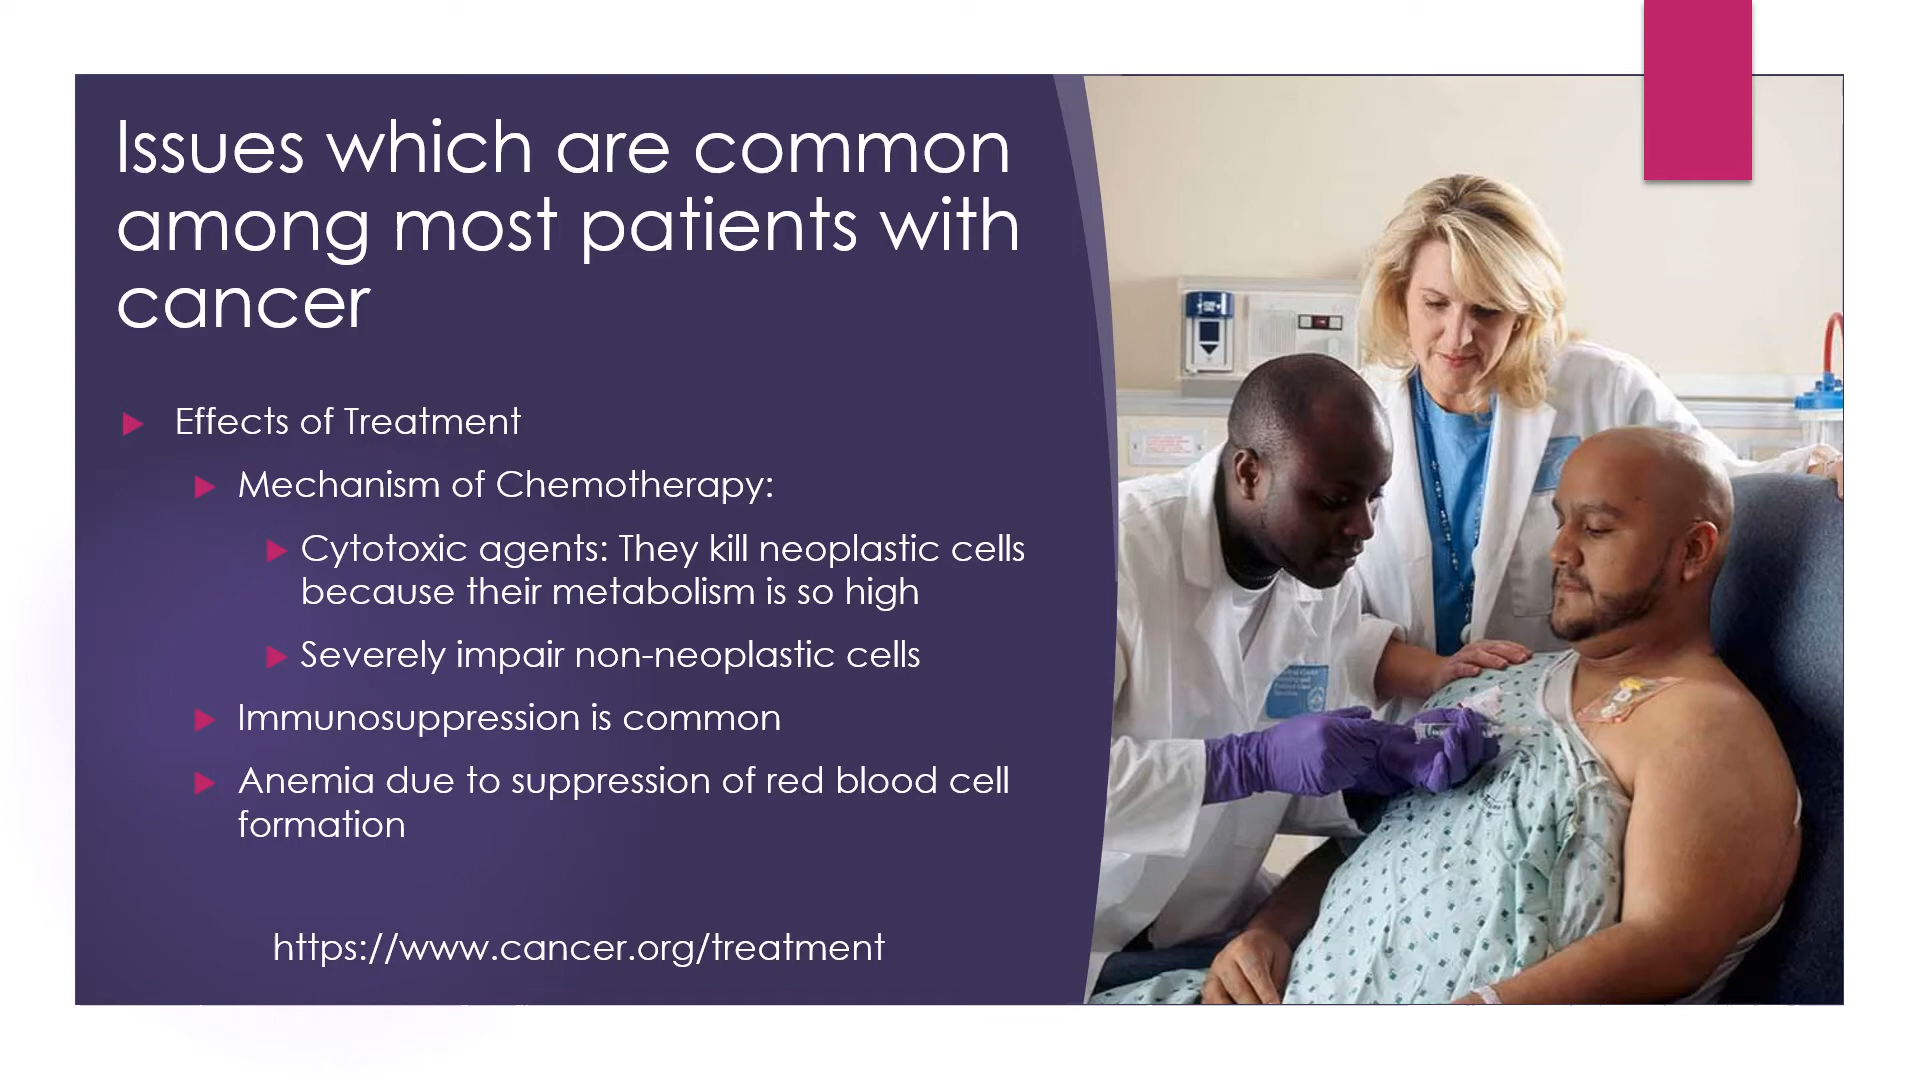 Issues which are common
among most patients with
cancer
Effects of Treatment
Mechanism of Chemotherapy:
Cytotoxic agents: They kill neoplastic cells
because their metabolism is so high
Severely impair non-neoplastic cells
Immunosuppression is common
Anemia due to suppression of red blood cell
formation
https://www.cancer.org/treatment